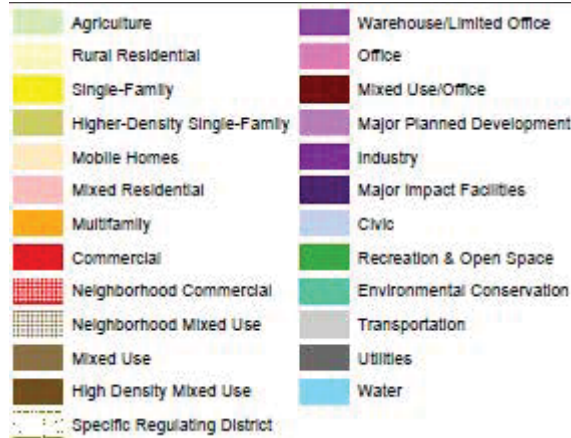 Agriculture
Rural Residential
Single-Family
Higher-Density Single-Family
Mobile Homes
Mixed Residential
Multifamily
Commercial
Neighborhood Commercial
Neighborhood Mixed Use
Mixed Use
High Density Mixed Use
Specific Regulating District
Warehouse/Limited Office
Office
Mixed Use/Office
Major Planned Development
Industry
Major Impact Facilities
Civic
Recreation & Open Space
Environmental Conservation
Transportation
Utilities
Water